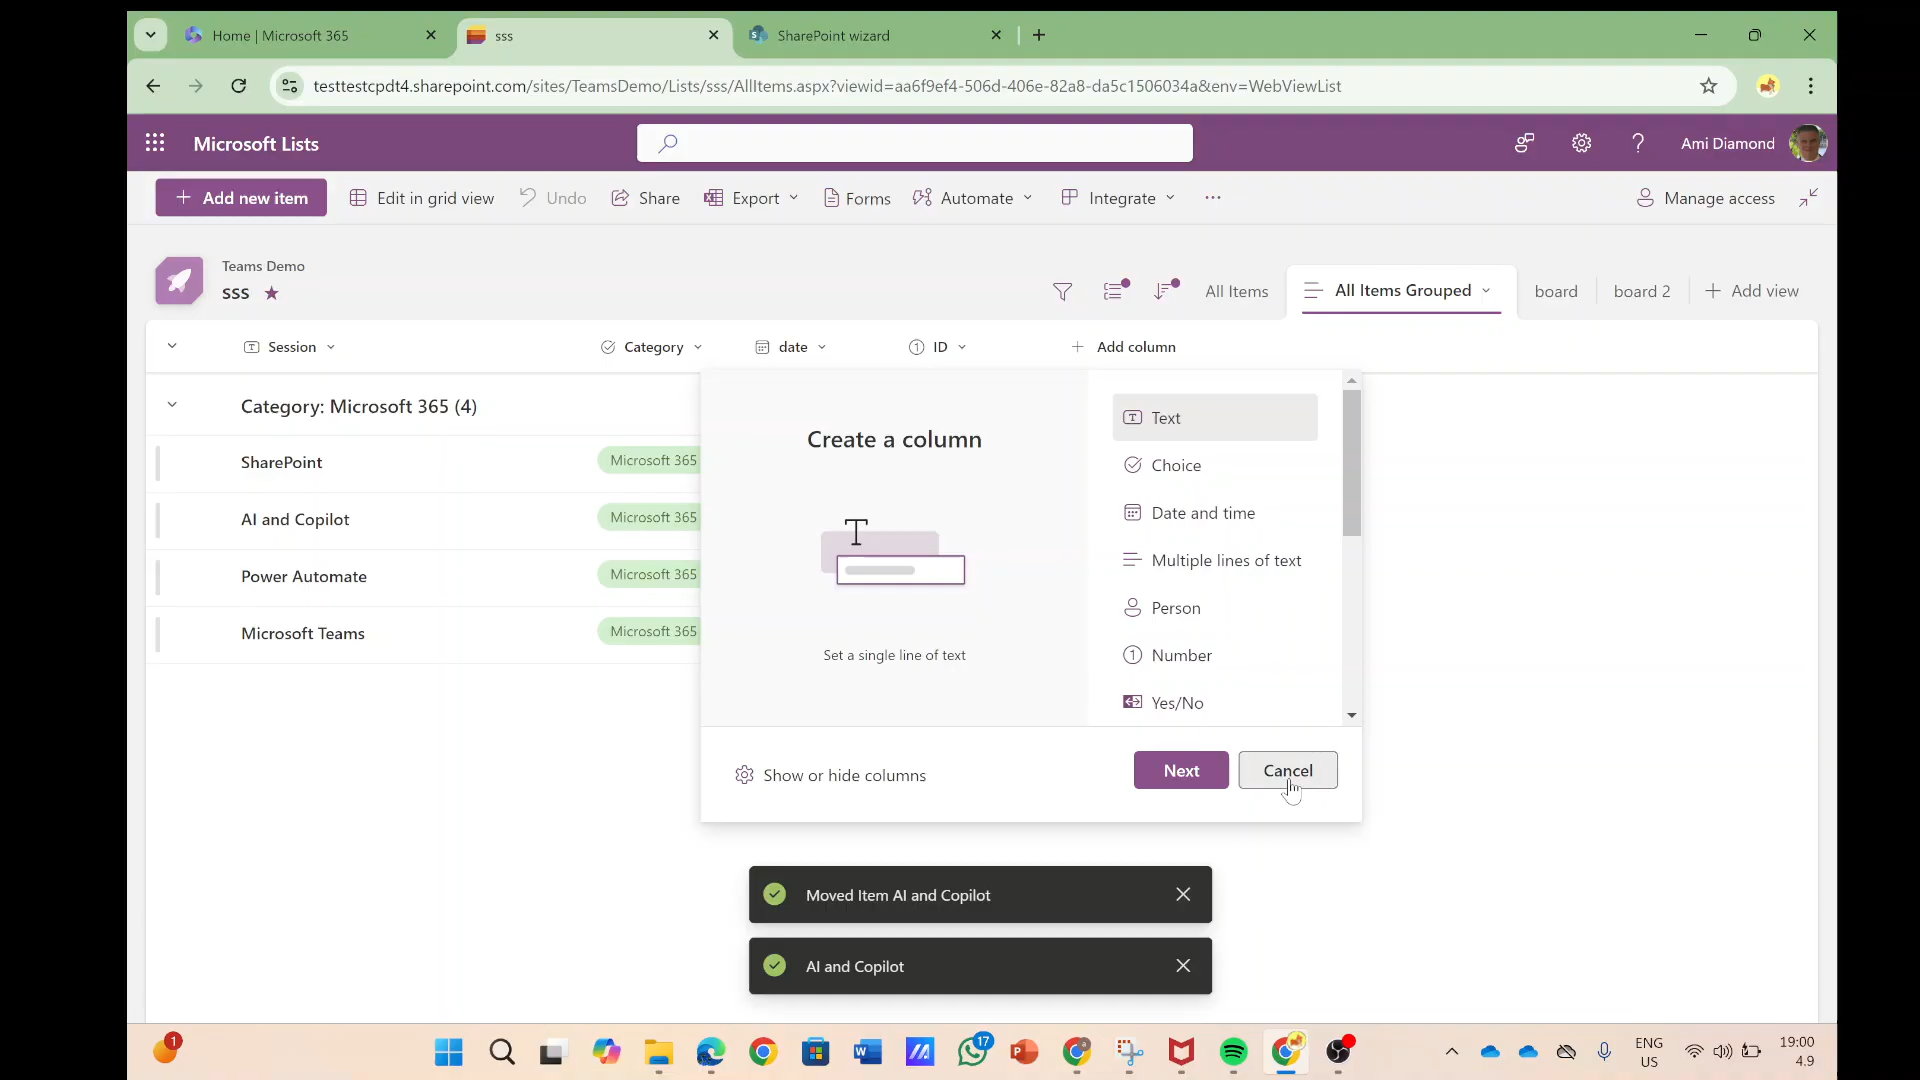 Home | Microsoft 365
sss
SharePoint wizard
testtestcpdt4.sharepoint.com/sites/TeamsDemo/Lists/sss/AllItems.aspx?viewid=aa6f9ef4-506d-406e-82a8-da5c1506034a&env=WebViewList
Microsoft Lists
Ami Diamond
Add new item
Edit in grid view
Undo
Share
Export
Forms
Automate
Integrate
Manage access
Teams Demo
sss
All Items
All Items Grouped
board
board 2
Add view
Session
Category
date
ID
Add column
Category: Microsoft 365 (4)
SharePoint
Microsoft 365
AI and Copilot
Microsoft 365
Power Automate
Microsoft 365
Microsoft Teams
Microsoft 365
Create a column
T
Set a single line of text
Text
Choice
Date and time
Multiple lines of text
Person
Number
Yes/No
Show or hide columns
Next
Cancel
Moved Item AI and Copilot
AI and Copilot
1
17
ENG
US
19:00
4.9